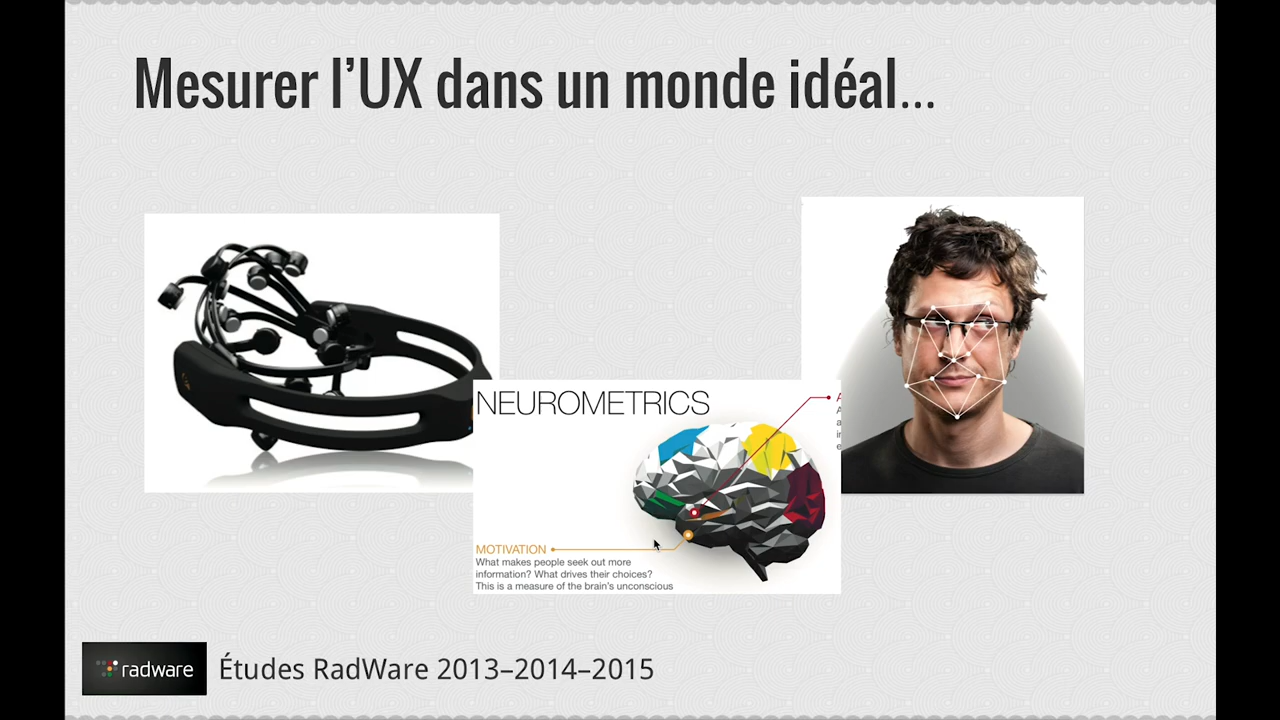 Mesurer l’UX dans un monde idéal...
NEUROMETRICS
MOTIVATION
What makes people seek out more
information? What drives their choices?
This is a measure of the brain's unconscious
radware
Études RadWare 2013–2014–2015